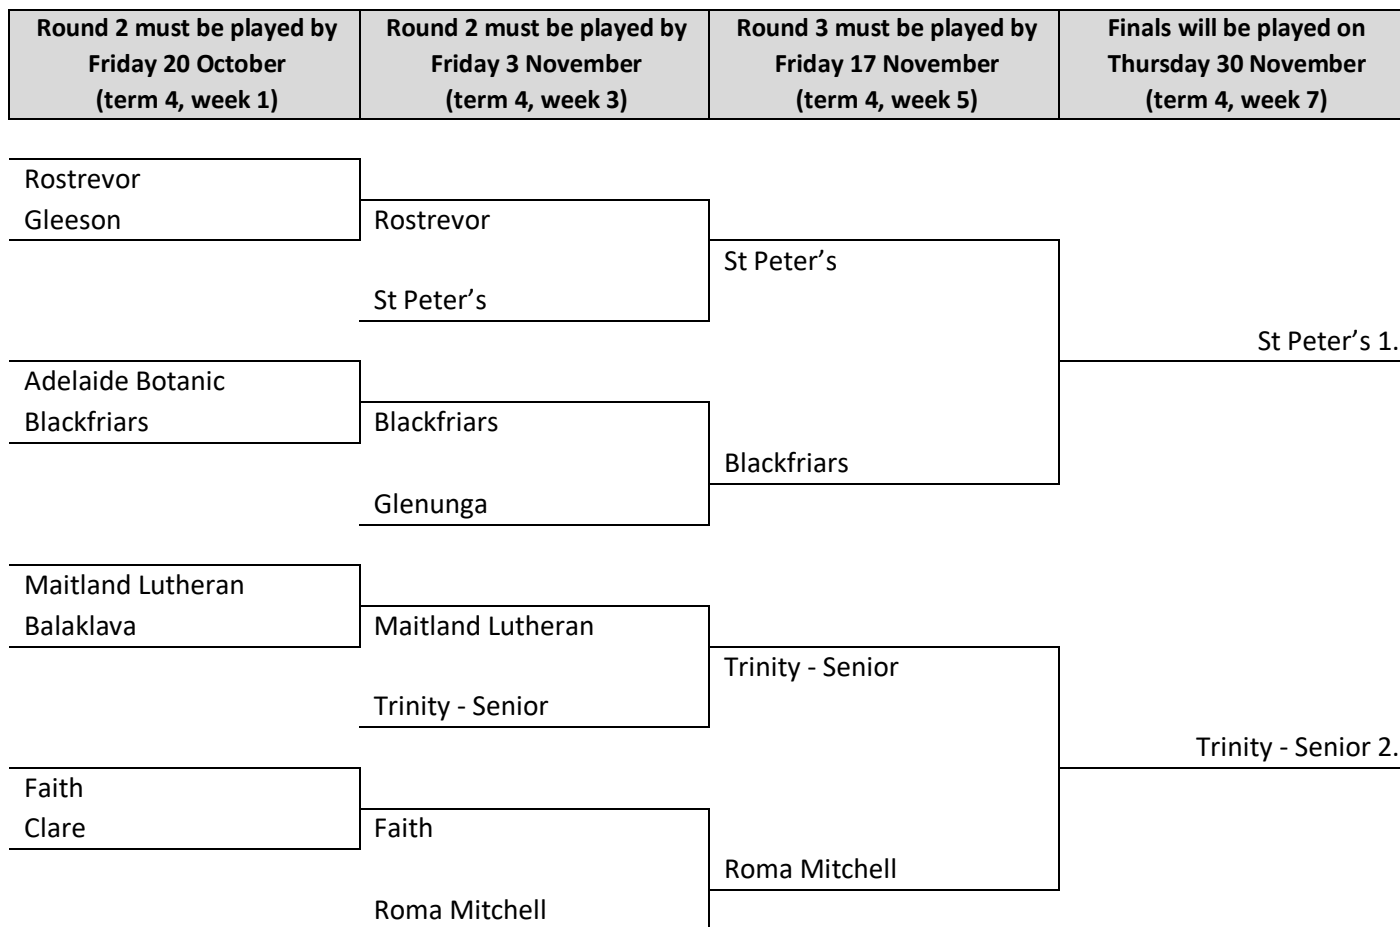 Round 2 must be played by
Friday 20 October
(term 4, week 1)
Round 2 must be played by
Friday 3 November
(term 4, week 3)
Round 3 must be played by
Friday 17 November
(term 4, week 5)
Finals will be played on
Thursday 30 November
(term 4, week 7)
Rostrevor
Gleeson
Adelaide Botanic
Blackfriars
Maitland Lutheran
Balaklava
Faith
Clare
Rostrevor
St Peter’s
Blackfriars
Glenunga
Maitland Lutheran
Trinity - Senior
Faith
Roma Mitchell
St Peter’s
Blackfriars
Trinity - Senior
Roma Mitchell
St Peter’s 1.
Trinity - Senior 2.